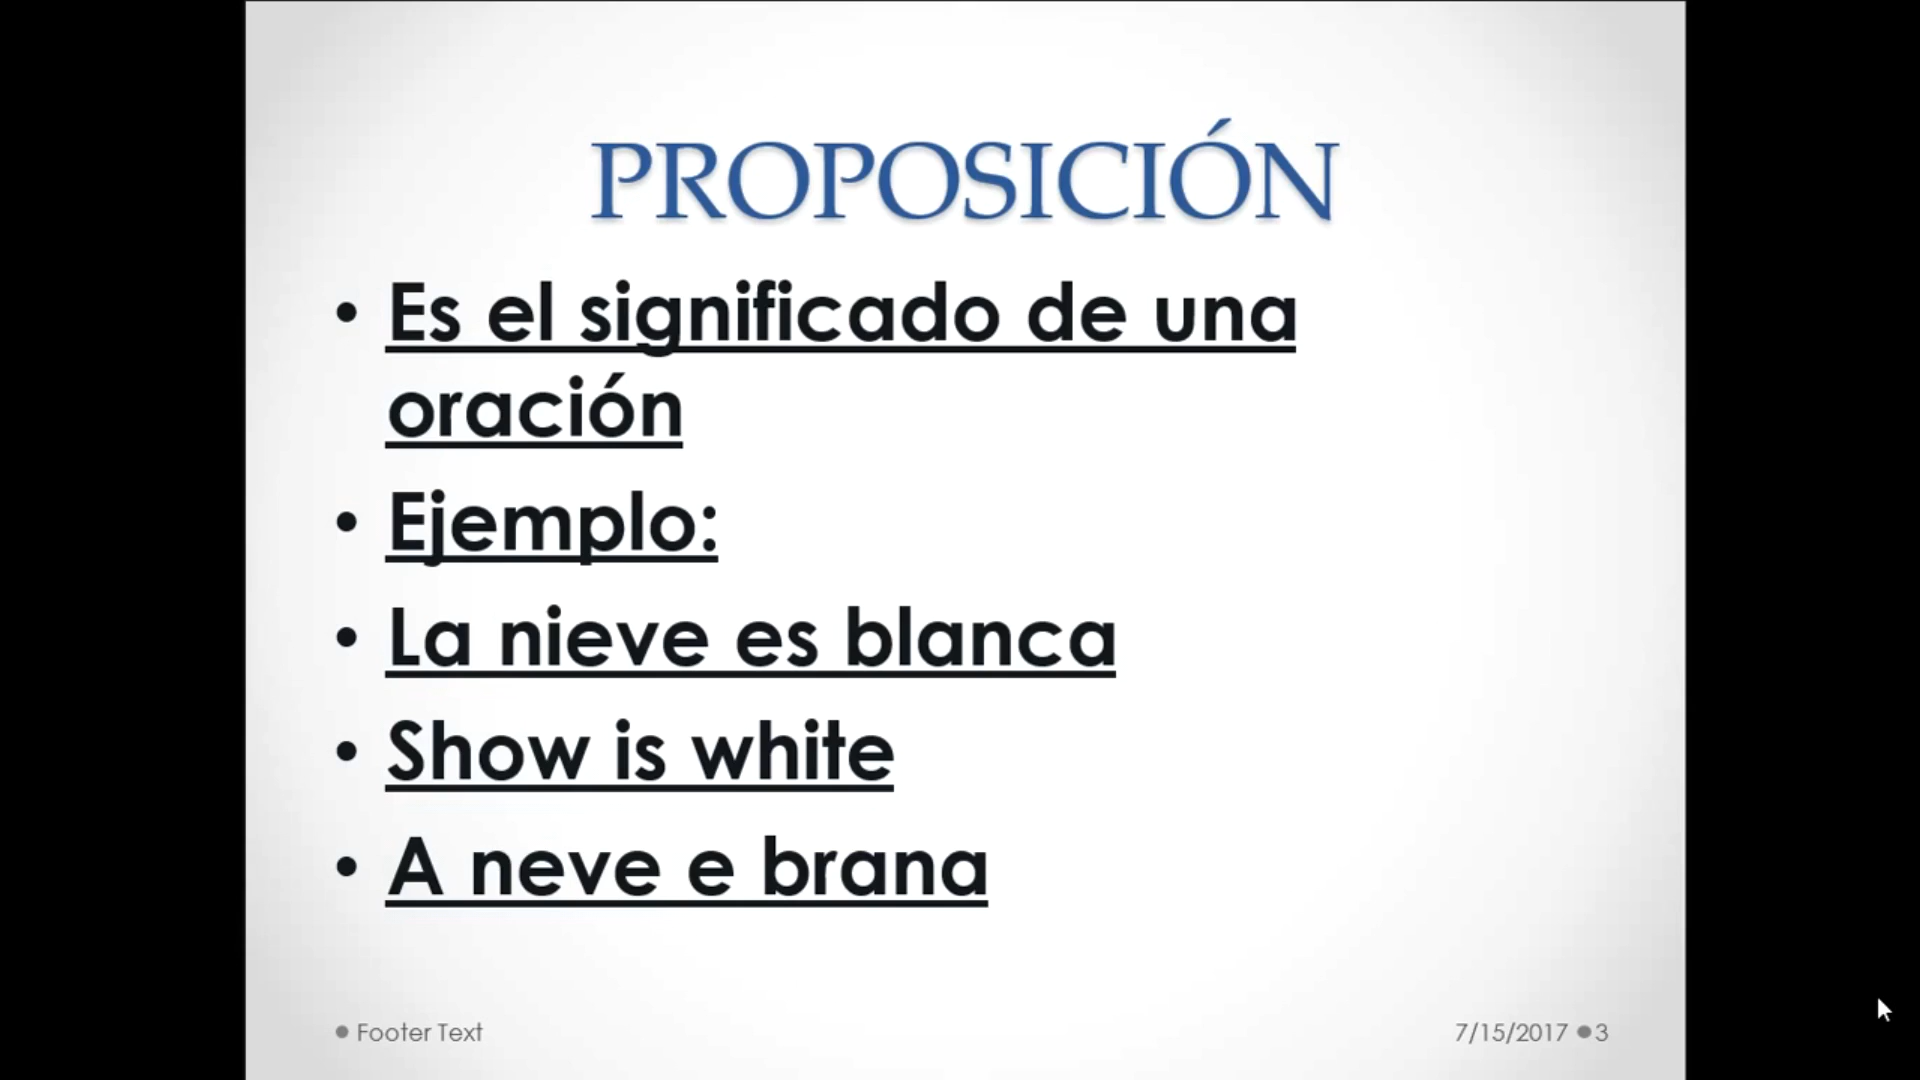 PROPOSICIÓN
• Es el significado de una
oración
• Ejemplo:
• La nieve es blanca
• Show is white
• A neve e brana
Footer Text
7/15/2017 3